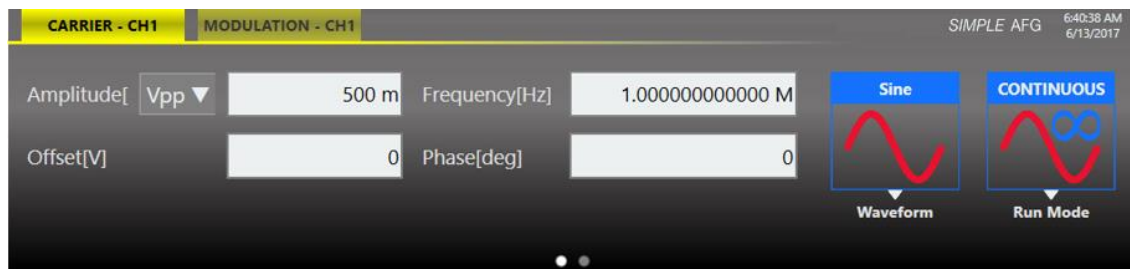 CARRIER - CH1 MODULATION - CH1 SIMPLE AFG 6:40:38 AM
6/13/2017
Amplitude[ Vpp ▼ 500 m Frequency[Hz] 1.000000000000 M Sine CONTINUOUS
Offset[V] 0 Phase[deg] 0
Waveform Run Mode